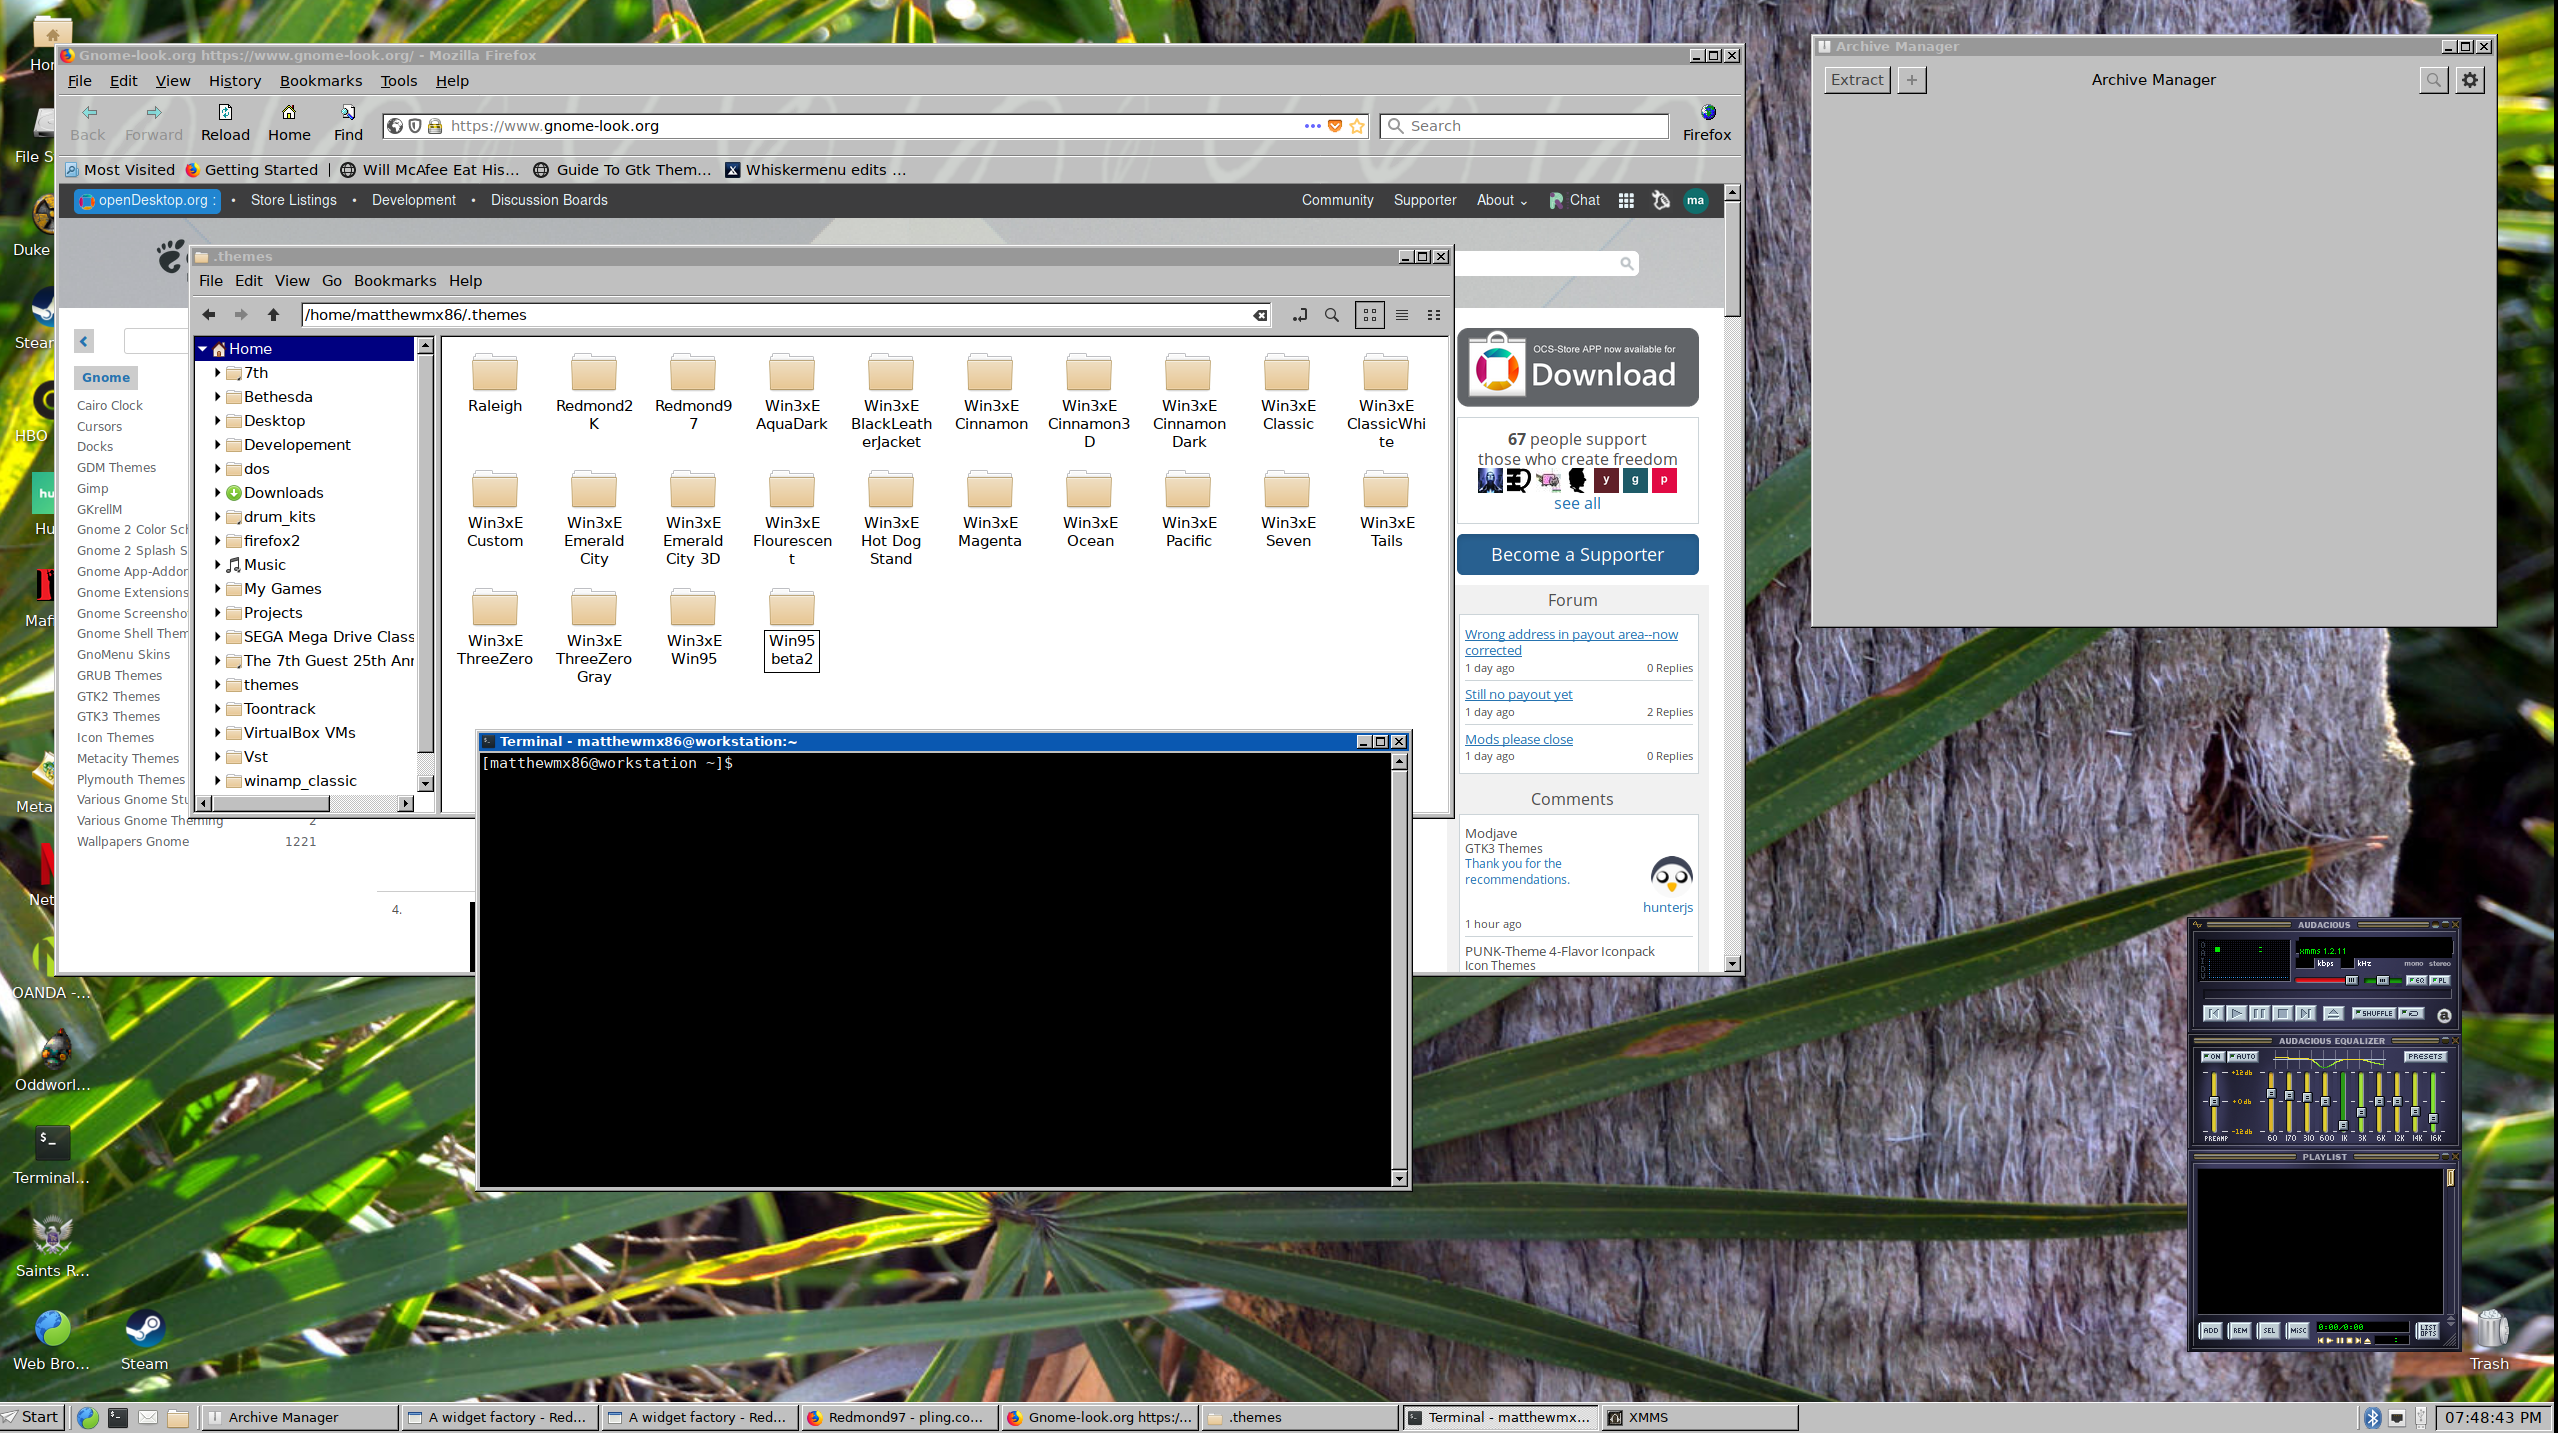 Hor
File S
Duke
Stear
HBO
Hu
Maf
Meta
Net
OANDA -...
Oddworl...
Terminal...
Saints R...
Web Bro...
Steam
Gnome-look.org https://www.gnome-look.org/ - Mozilla Firefox
File Edit View History Bookmarks Tools Help
Back Forward Reload Home Find
https://www.gnome-look.org
Search
Firefox
Most Visited Getting Started | Will McAfee Eat His... Guide To Gtk Them... Whiskermenu edits ...
openDesktop.org : • Store Listings • Development • Discussion Boards
Community Supporter About Chat ma
Gnome
Cairo Clock
Cursors
Docks
GDM Themes
Gimp
GKrellM
Gnome 2 Color Sch
Gnome 2 Splash S
Gnome App-Addor
Gnome Extensions
Gnome Screensho
Gnome Shell Them
GnoMenu Skins
GRUB Themes
GTK2 Themes
GTK3 Themes
Icon Themes
Metacity Themes
Plymouth Themes
Various Gnome Stu
Various Gnome Theming 2
Wallpapers Gnome 1221
4.
.themes
File Edit View Go Bookmarks Help
/home/matthewmx86/.themes
Home
7th
Bethesda
Desktop
Developement
dos
Downloads
drum_kits
firefox2
Music
My Games
Projects
SEGA Mega Drive Class
The 7th Guest 25th Anr
themes
Toontrack
VirtualBox VMs
Vst
winamp_classic
Raleigh
Redmond2
K
Redmond9
7
Win3xE
AquaDark
Win3xE
BlackLeath
erJacket
Win3xE
Cinnamon
Win3xE
Cinnamon3
D
Win3xE
Cinnamon
Dark
Win3xE
Classic
Win3xE
ClassicWhi
te
Win3xE
Custom
Win3xE
Emerald
City
Win3xE
Emerald
City 3D
Win3xE
Flourescen
t
Win3xE
Hot Dog
Stand
Win3xE
Magenta
Win3xE
Ocean
Win3xE
Pacific
Win3xE
Seven
Win3xE
Tails
Win3xE
ThreeZero
Win3xE
ThreeZero
Gray
Win3xE
Win95
Win95
beta2
OCS-Store APP now available for
Download
67 people support
those who create freedom
y g p
see all
Become a Supporter
Forum
Wrong address in payout area--now
corrected
1 day ago 0 Replies
Still no payout yet
1 day ago 2 Replies
Mods please close
1 day ago 0 Replies
Comments
Modjave
GTK3 Themes
Thank you for the
recommendations.
hunterjs
1 hour ago
PUNK-Theme 4-Flavor Iconpack
Icon Themes
Terminal - matthewmx86@workstation:~
[matthewmx86@workstation ~]$
Archive Manager
Extract + Archive Manager
AUDACIOUS
xmms 1.2.11
kbps kHz mono stereo
EQ PL
SHUFFLE
AUDACIOUS EQUALIZER
ON AUTO PRESETS
+12db
+0db
-12db
PREAMP 60 170 310 600 1K 3K 6K 12K 14K 16K
PLAYLIST
ADD REM SEL MISC 0:00/0:00 LIST
OPTS
Trash
Start Archive Manager A widget factory - Red... A widget factory - Red... Redmond97 - pling.co... Gnome-look.org https:/... .themes Terminal - matthewmx... XMMS 07:48:43 PM